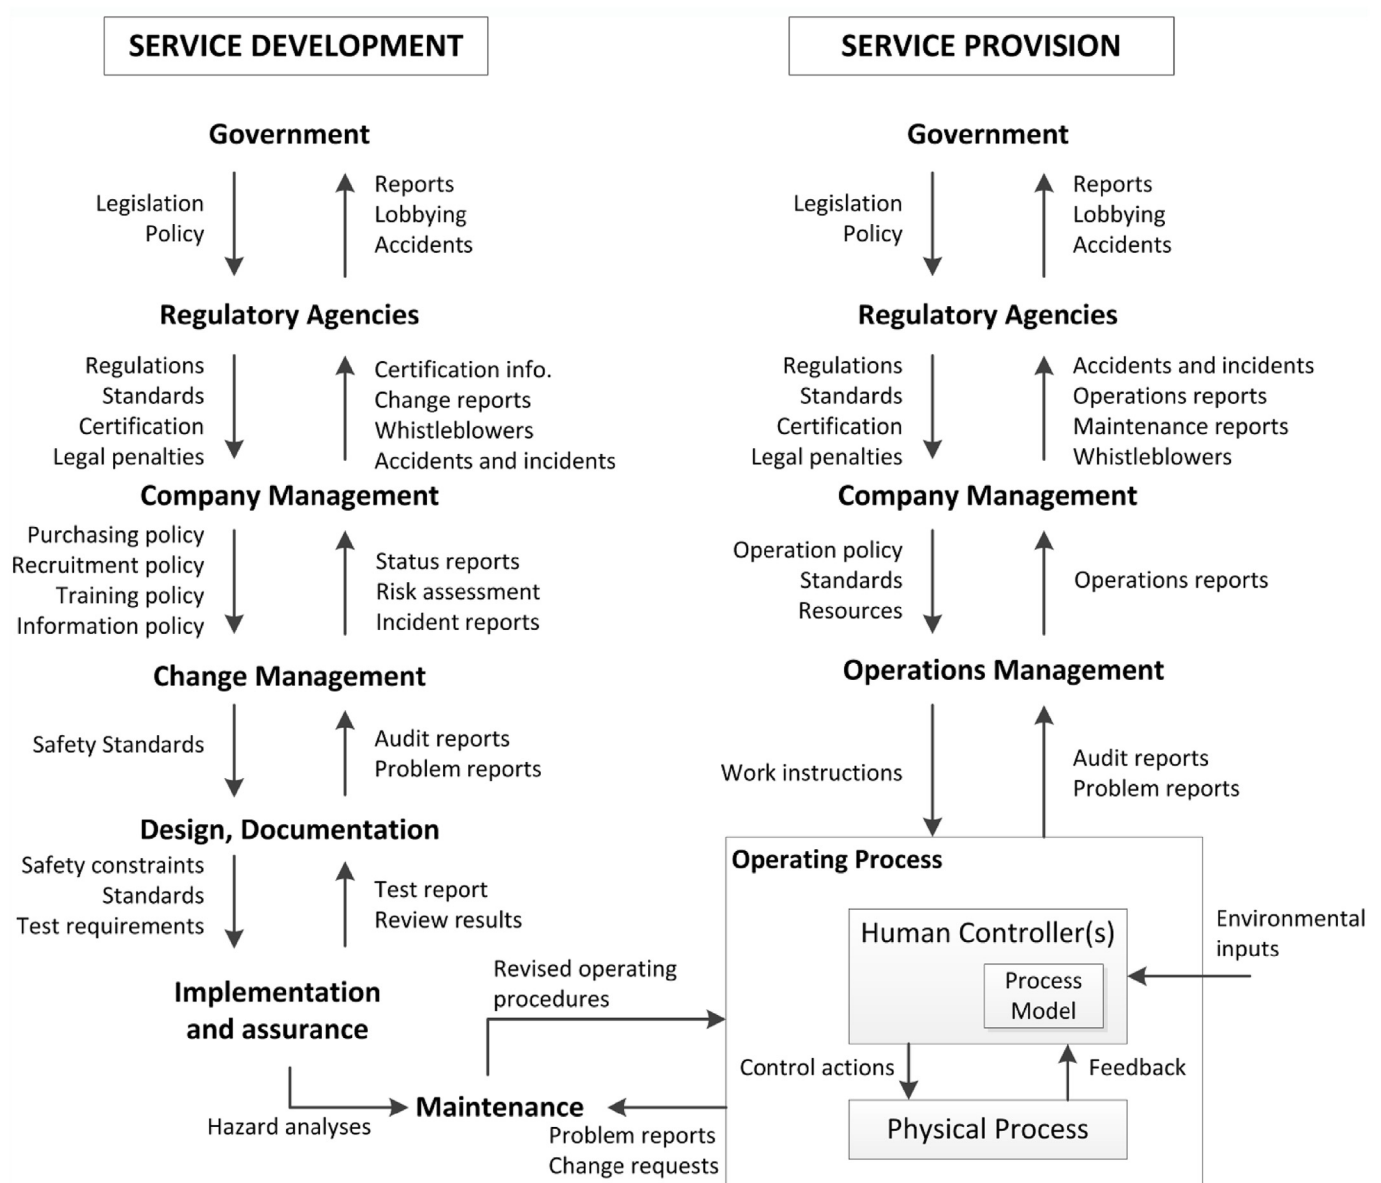 SERVICE DEVELOPMENT
Government
Legislation
Policy
Reports
Lobbying
Accidents
Regulatory Agencies
Regulations
Standards
Certification
Legal penalties
Certification info.
Change reports
Whistleblowers
Accidents and incidents
Company Management
Purchasing policy
Recruitment policy
Training policy
Information policy
Status reports
Risk assessment
Incident reports
Change Management
Safety Standards
Audit reports
Problem reports
Design, Documentation
Safety constraints
Standards
Test requirements
Test report
Review results
Implementation
and assurance
Hazard analyses
Maintenance
Revised operating
procedures
Problem reports
Change requests
SERVICE PROVISION
Government
Legislation
Policy
Reports
Lobbying
Accidents
Regulatory Agencies
Regulations
Standards
Certification
Legal penalties
Accidents and incidents
Operations reports
Maintenance reports
Whistleblowers
Company Management
Operation policy
Standards
Resources
Operations reports
Operations Management
Work instructions
Audit reports
Problem reports
Operating Process
Human Controller(s)
Process
Model
Environmental
inputs
Control actions
Feedback
Physical Process